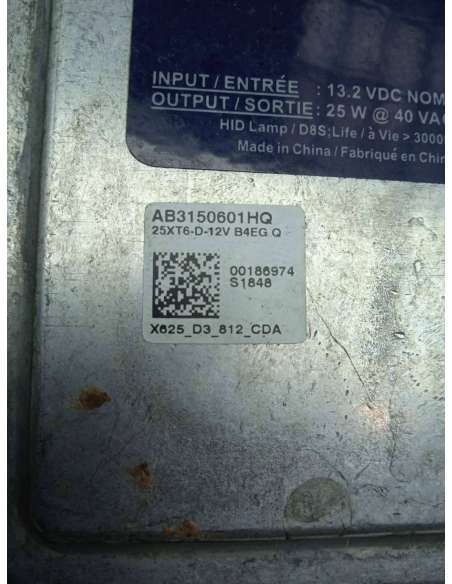 INPUT / ENTRÉE : 13.2 VDC NOM
OUTPUT / SORTIE : 25 W @ 40 VAC
HID Lamp / D8S;Life / à Vie > 3000
Made in China / Fabriqué en Chin
AB3150601HQ
25XT6-D-12V B4EG Q
00186974
S1848
X625_D3_812_CDA